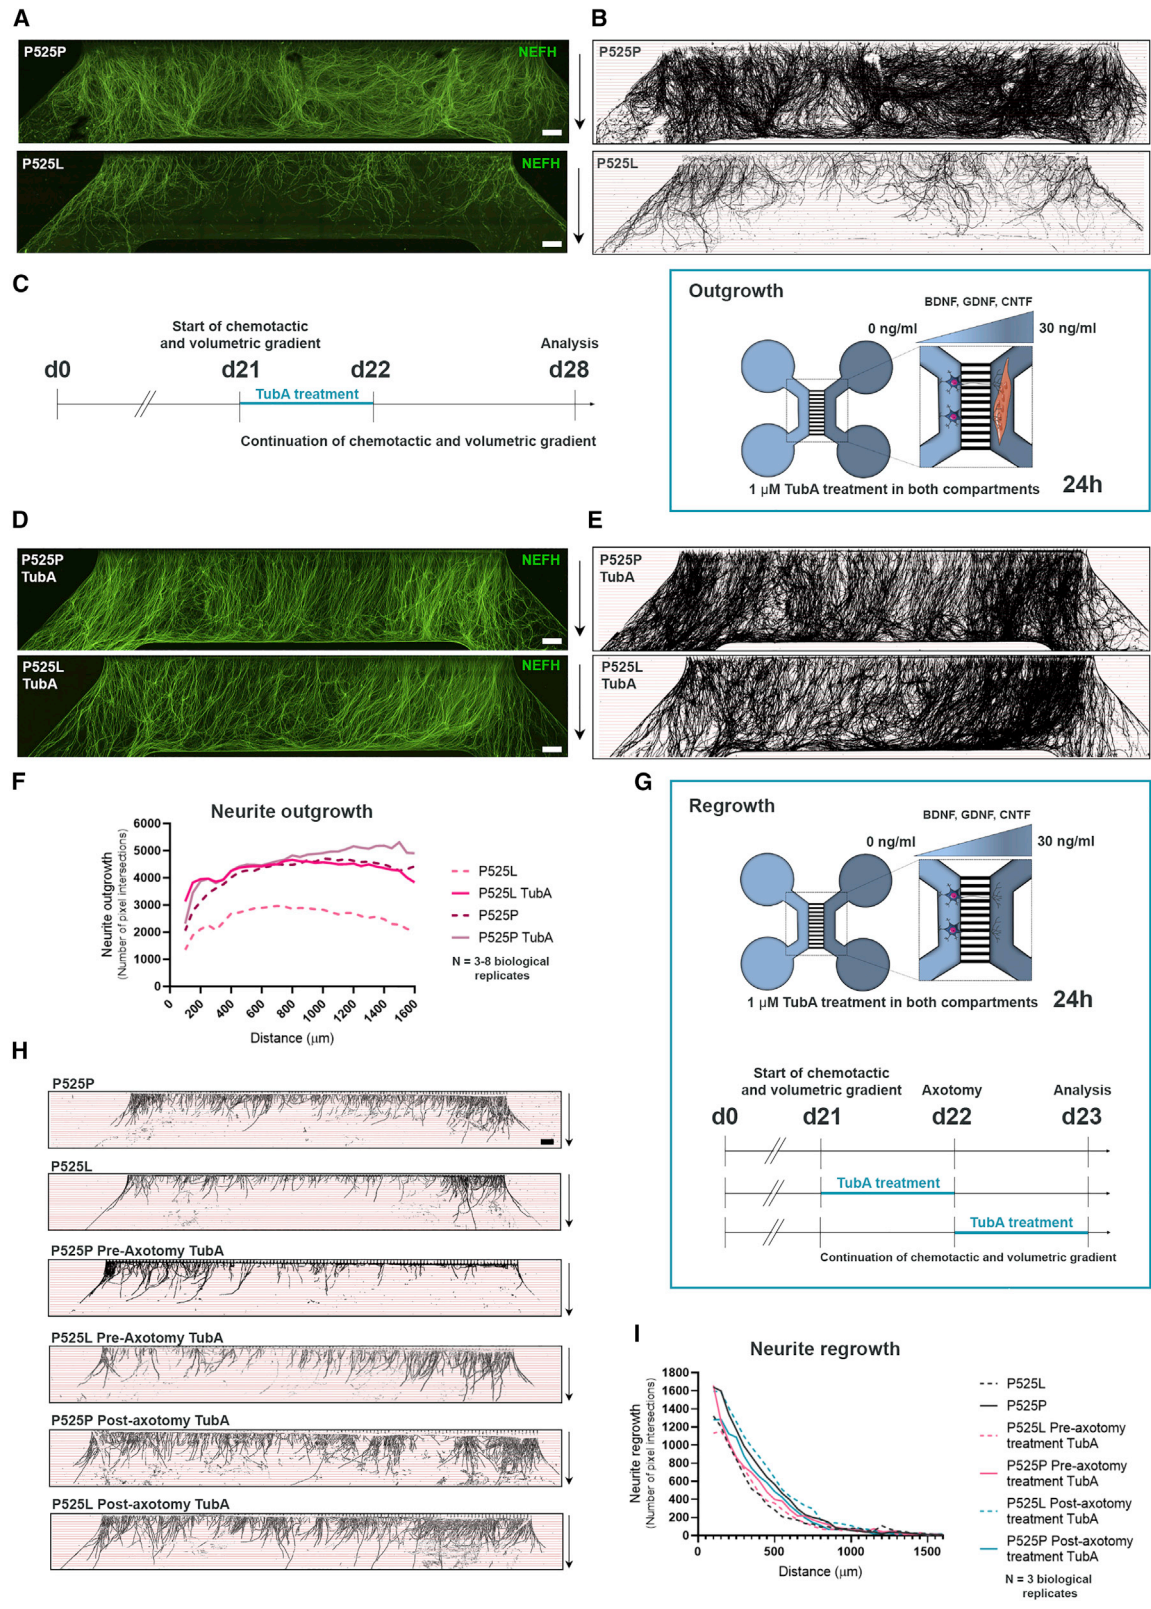 A
P525P
NEFH
P525L
NEFH
B
P525P
P525L
C
Start of chemotactic
and volumetric gradient
Analysis
d0
d21
d22
d28
TubA treatment
Continuation of chemotactic and volumetric gradient
Outgrowth
BDNF, GDNF, CNTF
0 ng/ml
30 ng/ml
1 μM TubA treatment in both compartments
24h
D
P525P
TubA
NEFH
P525L
TubA
NEFH
E
P525P
TubA
P525L
TubA
F
Neurite outgrowth
Neurite outgrowth
(Number of pixel intersections)
6000
5000
4000
3000
2000
1000
0
0
200
400
600
800
1000
1200
1400
1600
Distance (μm)
P525L
P525L TubA
P525P
P525P TubA
N = 3-8 biological
replicates
G
Regrowth
BDNF, GDNF, CNTF
0 ng/ml
30 ng/ml
1 μM TubA treatment in both compartments
24h
Start of chemotactic
and volumetric gradient
Axotomy
Analysis
d0
d21
d22
d23
TubA treatment
TubA treatment
Continuation of chemotactic and volumetric gradient
H
P525P
P525L
P525P Pre-Axotomy TubA
P525L Pre-Axotomy TubA
P525P Post-axotomy TubA
P525L Post-axotomy TubA
I
Neurite regrowth
Neurite regrowth
(Number of pixel intersections)
1800
1600
1400
1200
1000
800
600
400
200
0
0
500
1000
1500
Distance (μm)
P525L
P525P
P525L Pre-axotomy
treatment TubA
P525P Pre-axotomy
treatment TubA
P525L Post-axotomy
treatment TubA
P525P Post-axotomy
treatment TubA
N = 3 biological
replicates